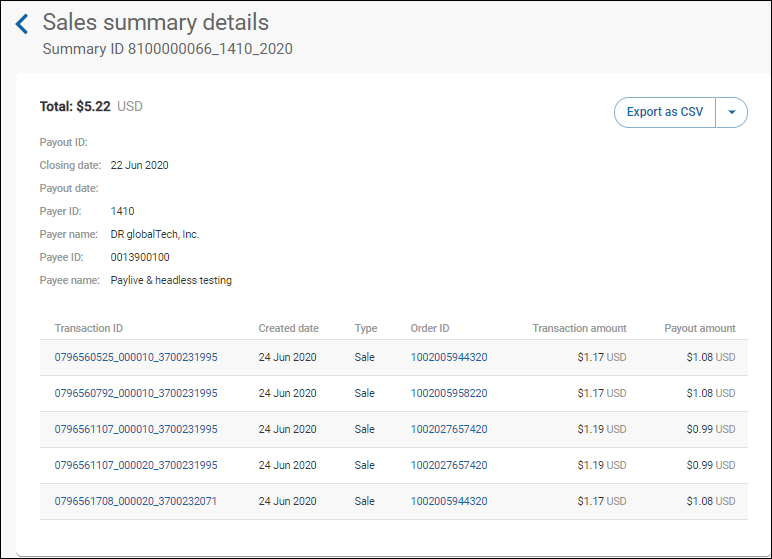 Sales summary details
Summary ID 8100000066_1410_2020
Total: $5.22 USD
Export as CSV
Payout ID:
Closing date: 22 Jun 2020
Payout date:
Payer ID: 1410
Payer name: DR globalTech, Inc.
Payee ID: 0013900100
Payee name: Paylive & headless testing
Transaction ID Created date Type Order ID Transaction amount Payout amount
0796560525_000010_3700231995 24 Jun 2020 Sale 1002005944320 $1.17 USD $1.08 USD
0796560792_000010_3700231995 24 Jun 2020 Sale 1002005958220 $1.17 USD $1.08 USD
0796561107_000010_3700231995 24 Jun 2020 Sale 1002027657420 $1.19 USD $0.99 USD
0796561107_000020_3700231995 24 Jun 2020 Sale 1002027657420 $1.19 USD $0.99 USD
0796561708_000020_3700232071 24 Jun 2020 Sale 1002005944320 $1.17 USD $1.08 USD